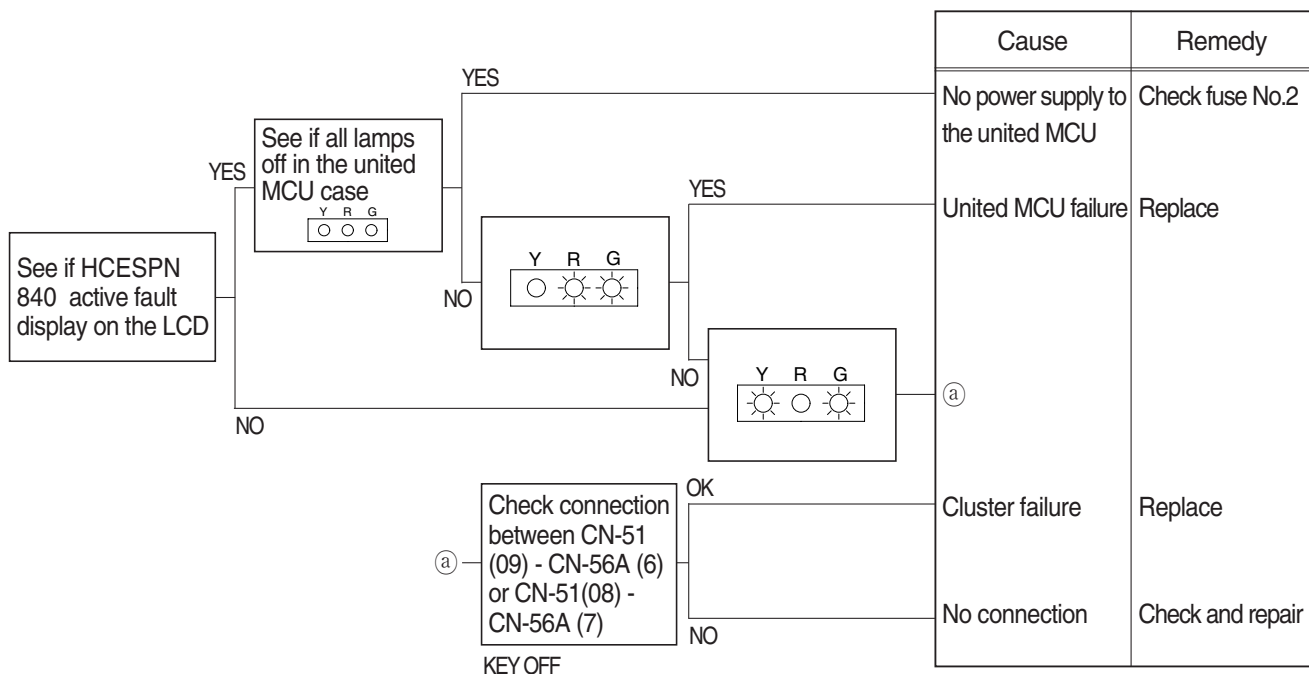 Cause Remedy
YES
No power supply to Check fuse No.2
the united MCU
See if all lamps
off in the united
MCU case
Y R G
YES
YES
United MCU failure Replace
See if HCESPN
840 active fault
display on the LCD
Y R G
NO
NO
Y R G
ⓐ
NO
Check connection
between CN-51
(09) - CN-56A (6)
or CN-51(08) -
CN-56A (7)
ⓐ
OK
Cluster failure Replace
No connection Check and repair
NO
KEY OFF